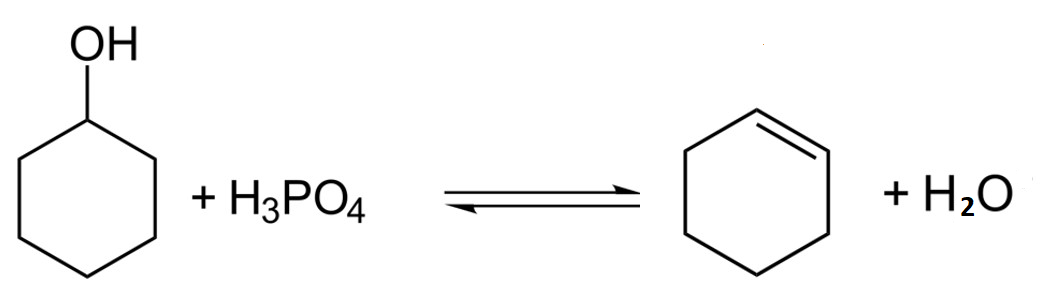 OH
+ H₃PO₄
+ H₂O